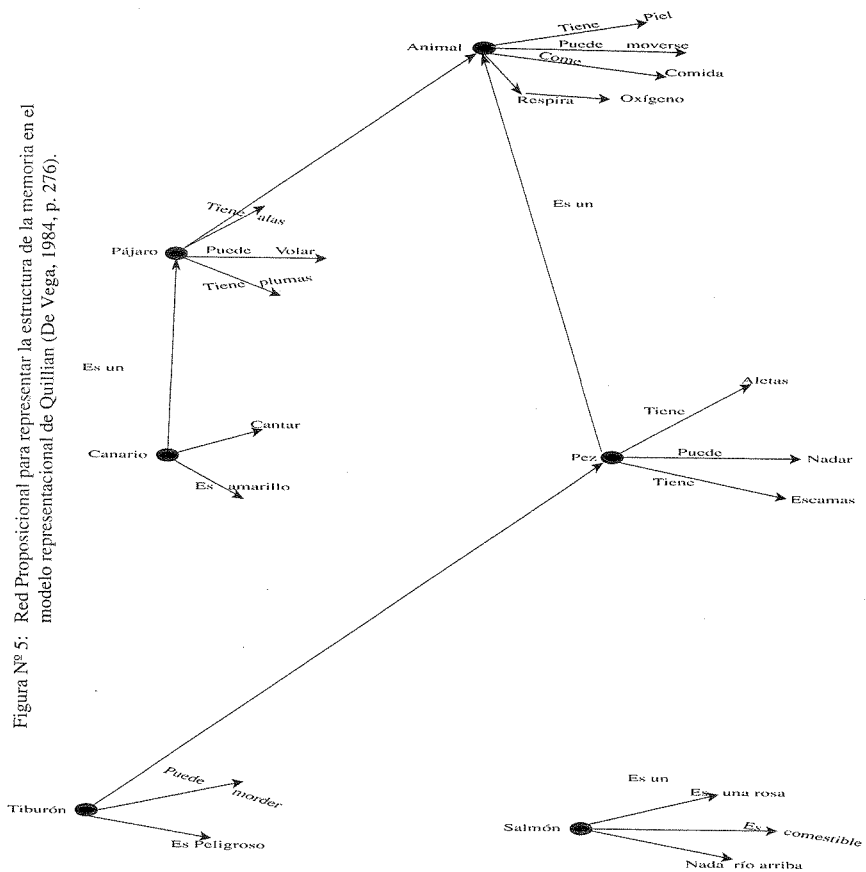 Figura Nº 5: Red Proposicional para representar la estructura de la memoria en el
modelo representacional de Quillian (De Vega, 1984, p. 276).
Animal
Tiene Piel
Puede moverse
Come Comida
Respira Oxígeno
Es un
Pájaro
Tiene alas
Puede Volar
Tiene plumas
Es un
Canario
Cantar
Es amarillo
Pez
Tiene Aletas
Puede Nadar
Tiene Escamas
Tiburón
Puede morder
Es Peligroso
Es un
Salmón
Es una rosa
Es comestible
Nada río arriba